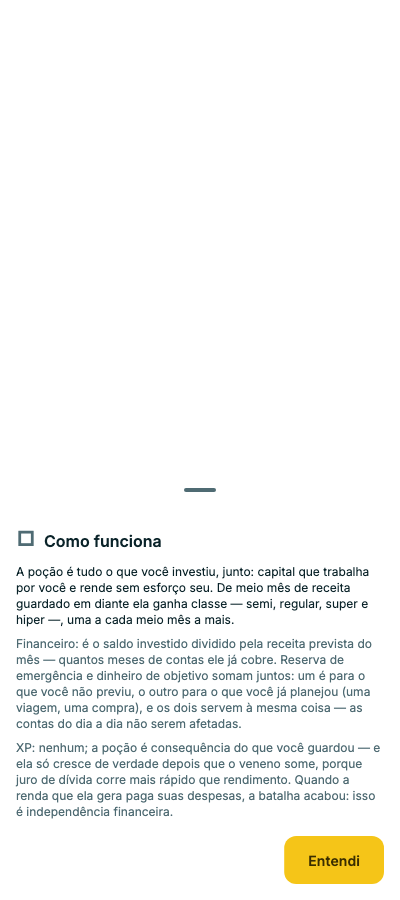 Como funciona
A poção é tudo o que você investiu, junto: capital que trabalha
por você e rende sem esforço seu. De meio mês de receita
guardado em diante ela ganha classe — semi, regular, super e
hiper —, uma a cada meio mês a mais.
Financeiro: é o saldo investido dividido pela receita prevista do
mês — quantos meses de contas ele já cobre. Reserva de
emergência e dinheiro de objetivo somam juntos: um é para o
que você não previu, o outro para o que você já planejou (uma
viagem, uma compra), e os dois servem à mesma coisa — as
contas do dia a dia não serem afetadas.
XP: nenhum; a poção é consequência do que você guardou — e
ela só cresce de verdade depois que o veneno some, porque
juro de dívida corre mais rápido que rendimento. Quando a
renda que ela gera paga suas despesas, a batalha acabou: isso
é independência financeira.
Entendi